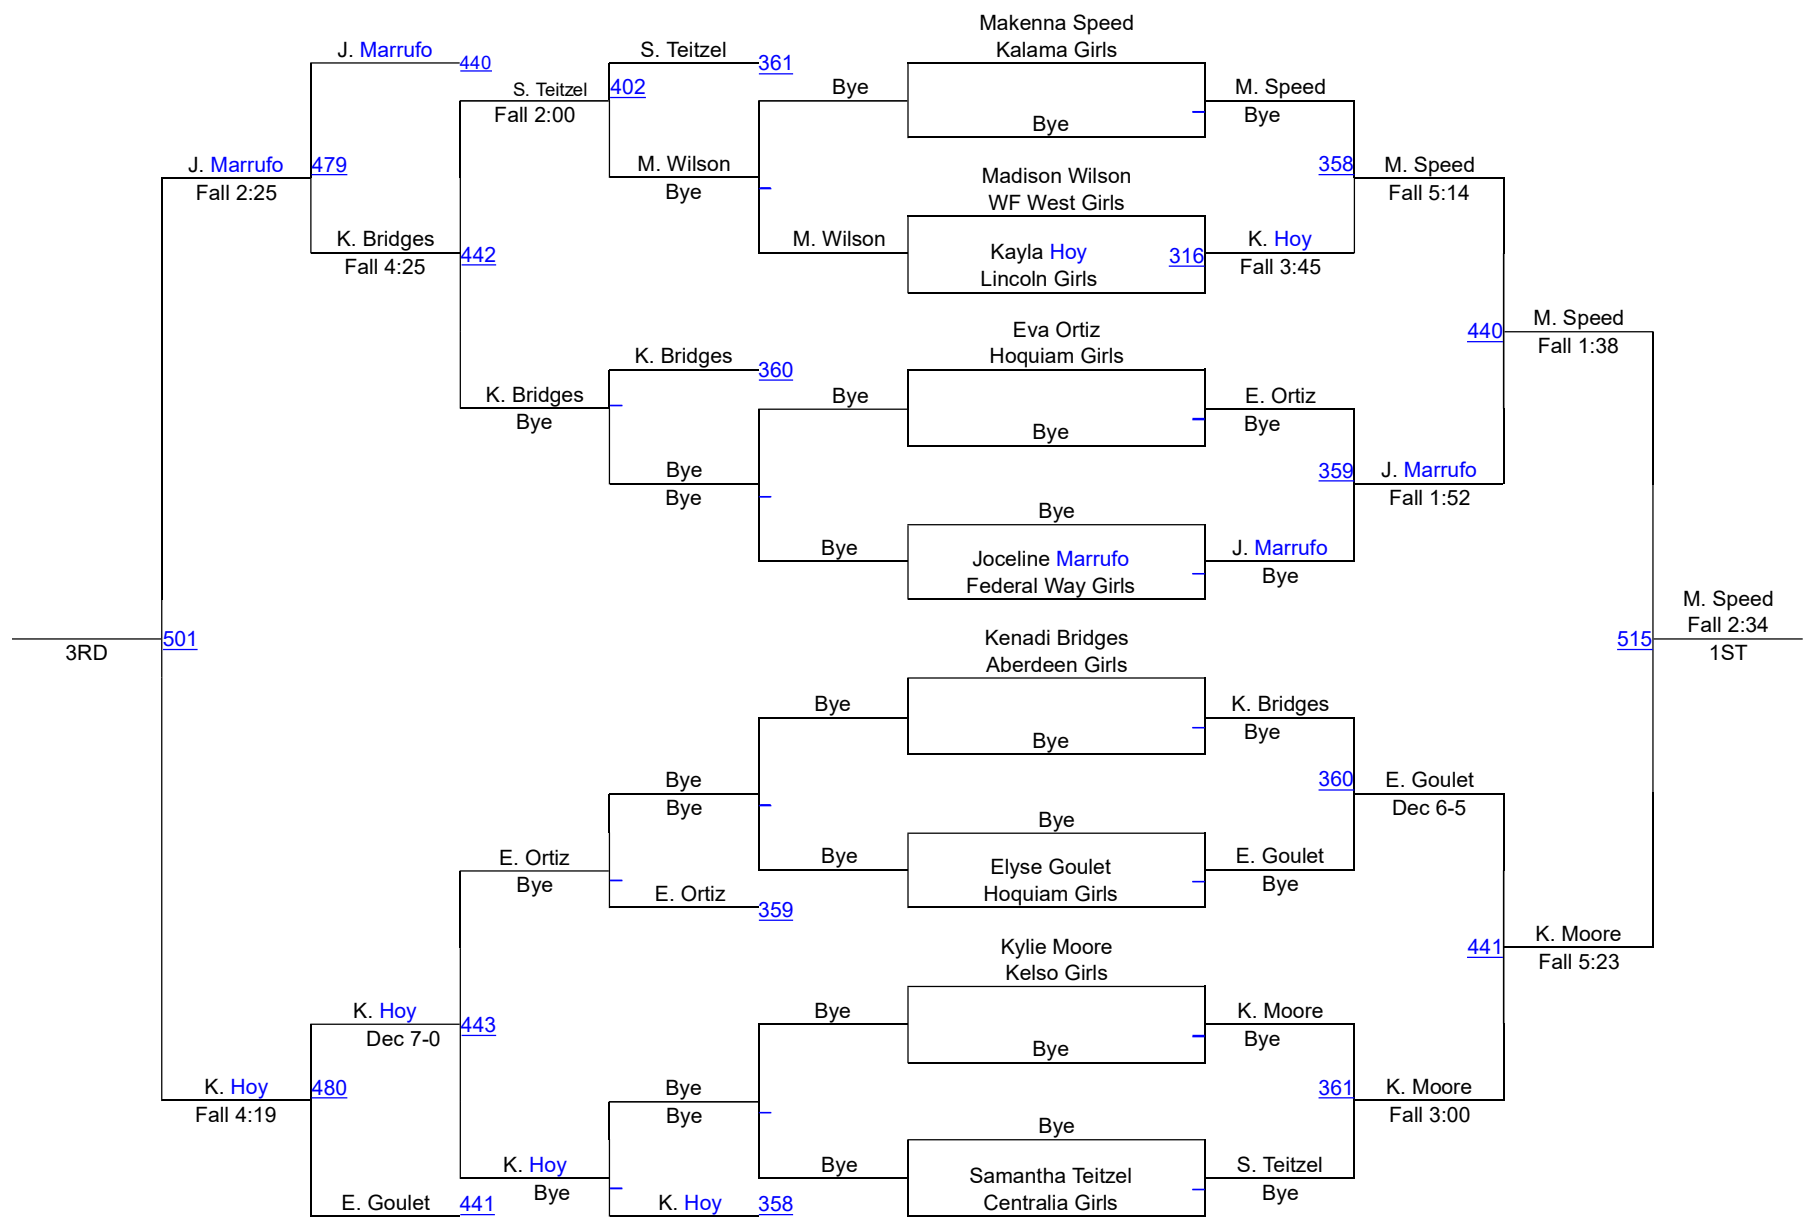 Makenna Speed
Kalama Girls
J. Marrufo
440
S. Teitzel
361
S. Teitzel
402
Bye
M. Speed
Fall 2:00
Bye
Bye
J. Marrufo
479
M. Wilson
Madison Wilson
358
M. Speed
Fall 2:25
Bye
WF West Girls
Fall 5:14
K. Bridges
442
M. Wilson
Kayla Hoy
316
K. Hoy
Fall 4:25
Lincoln Girls
Fall 3:45
Eva Ortiz
440
M. Speed
K. Bridges
360
Hoquiam Girls
Fall 1:38
K. Bridges
Bye
E. Ortiz
Bye
Bye
Bye
Bye
359
J. Marrufo
Bye
Fall 1:52
Bye
Bye
Joceline Marrufo
J. Marrufo
Federal Way Girls
Bye
M. Speed
Fall 2:34
501
Kenadi Bridges
515
3RD
Aberdeen Girls
1ST
Bye
K. Bridges
Bye
Bye
Bye
360
E. Goulet
Bye
Dec 6-5
Bye
E. Ortiz
Bye
Elyse Goulet
E. Goulet
Bye
Hoquiam Girls
Bye
E. Ortiz
359
Kylie Moore
441
K. Moore
Kelso Girls
Fall 5:23
K. Hoy
443
Bye
K. Moore
Dec 7-0
Bye
Bye
K. Hoy
480
Bye
361
K. Moore
Fall 4:19
Bye
Fall 3:00
Bye
K. Hoy
Bye
Samantha Teitzel
S. Teitzel
Bye
Bye
E. Goulet
441
K. Hoy
358
Centralia Girls